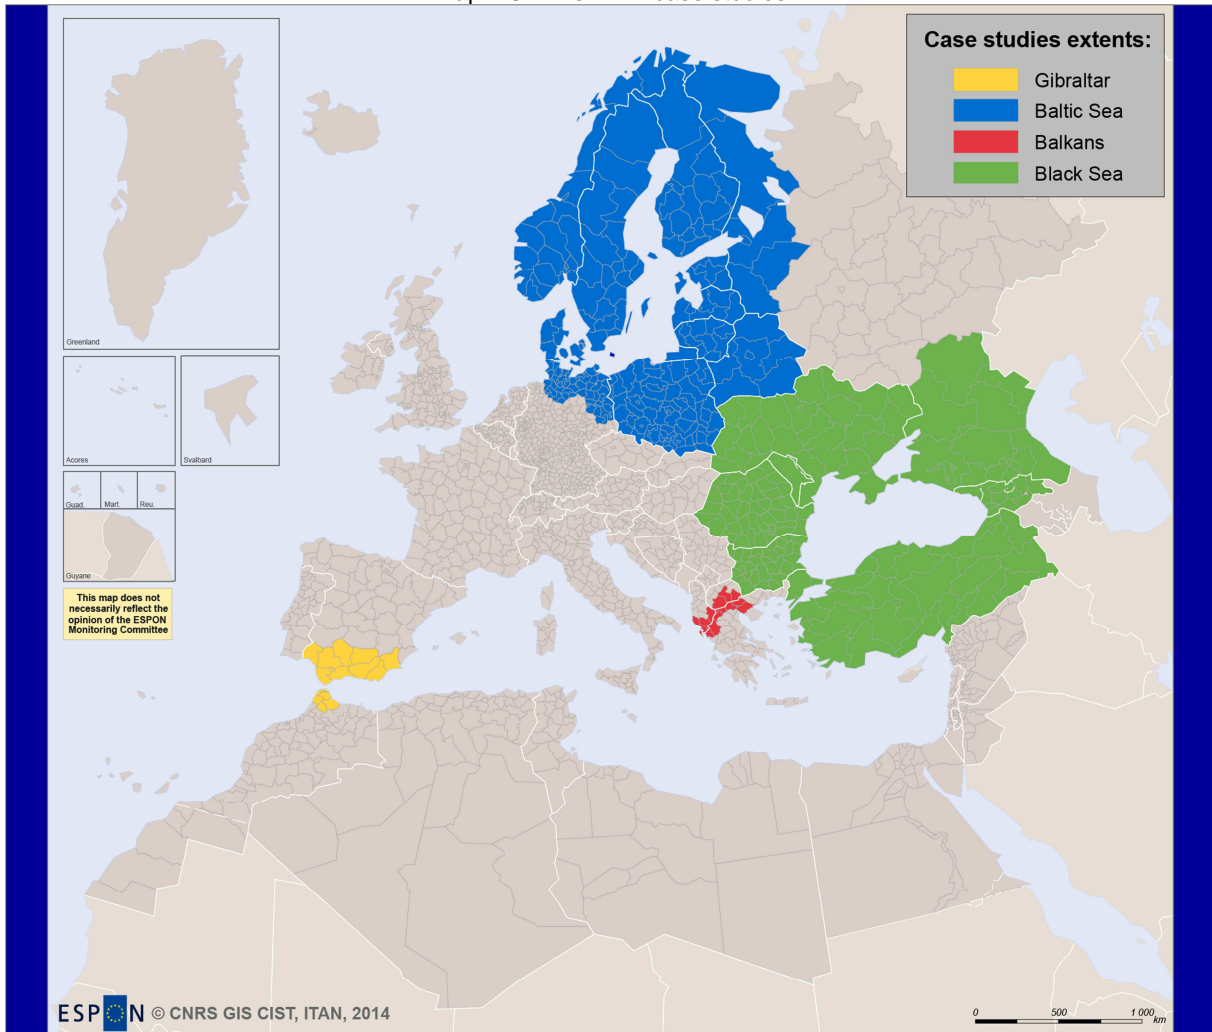 case studies
Case studies extents:
Gibraltar
Baltic Sea
Balkans
Black Sea
Greenland
Acores
Svalbard
Guad.
Mart.
Reu.
Guyane
This map does not
necessarily reflect the
opinion of the ESPON
Monitoring Committee
ESPON © CNRS GIS CIST, ITAN, 2014
0 500 1 000
km